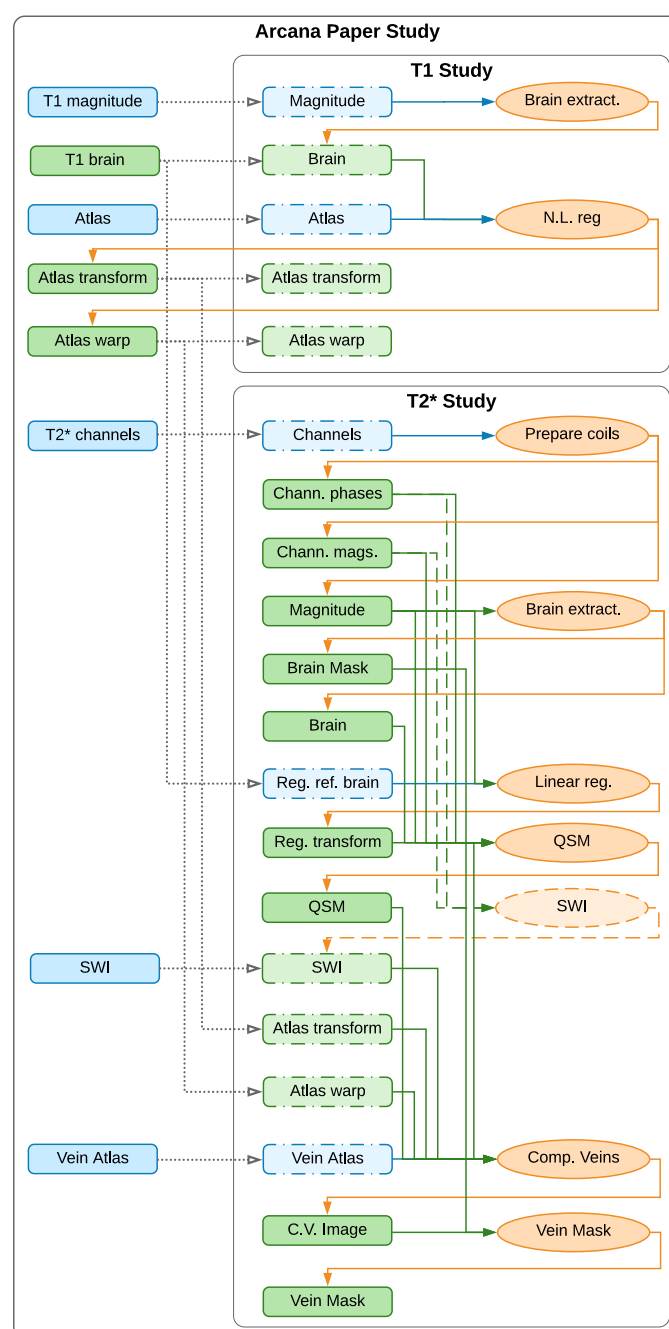 Arcana Paper Study
T1 Study
T1 magnitude
Magnitude
Brain extract.
T1 brain
Brain
Atlas
Atlas
N.L. reg
Atlas transform
Atlas transform
Atlas warp
Atlas warp
T2* Study
T2* channels
Channels
Prepare coils
Chann. phases
Chann. mags.
Magnitude
Brain extract.
Brain Mask
Brain
Reg. ref. brain
Linear reg.
Reg. transform
QSM
QSM
SWI
SWI
SWI
Atlas transform
Atlas warp
Vein Atlas
Vein Atlas
Comp. Veins
C.V. Image
Vein Mask
Vein Mask